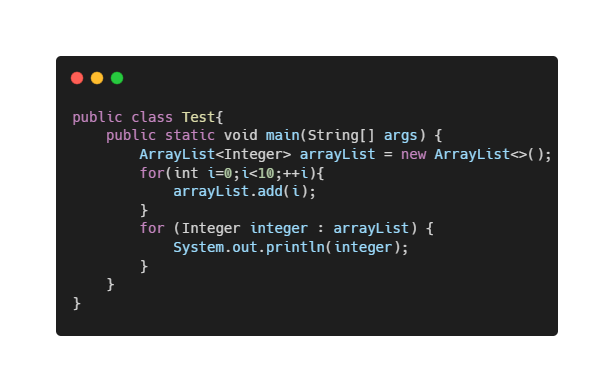 public class Test{
    public static void main(String[] args) {
        ArrayList<Integer> arrayList = new ArrayList<>();
        for(int i=0;i<10;++i){
            arrayList.add(i);
        }
        for (Integer integer : arrayList) {
            System.out.println(integer);
        }
    }
}